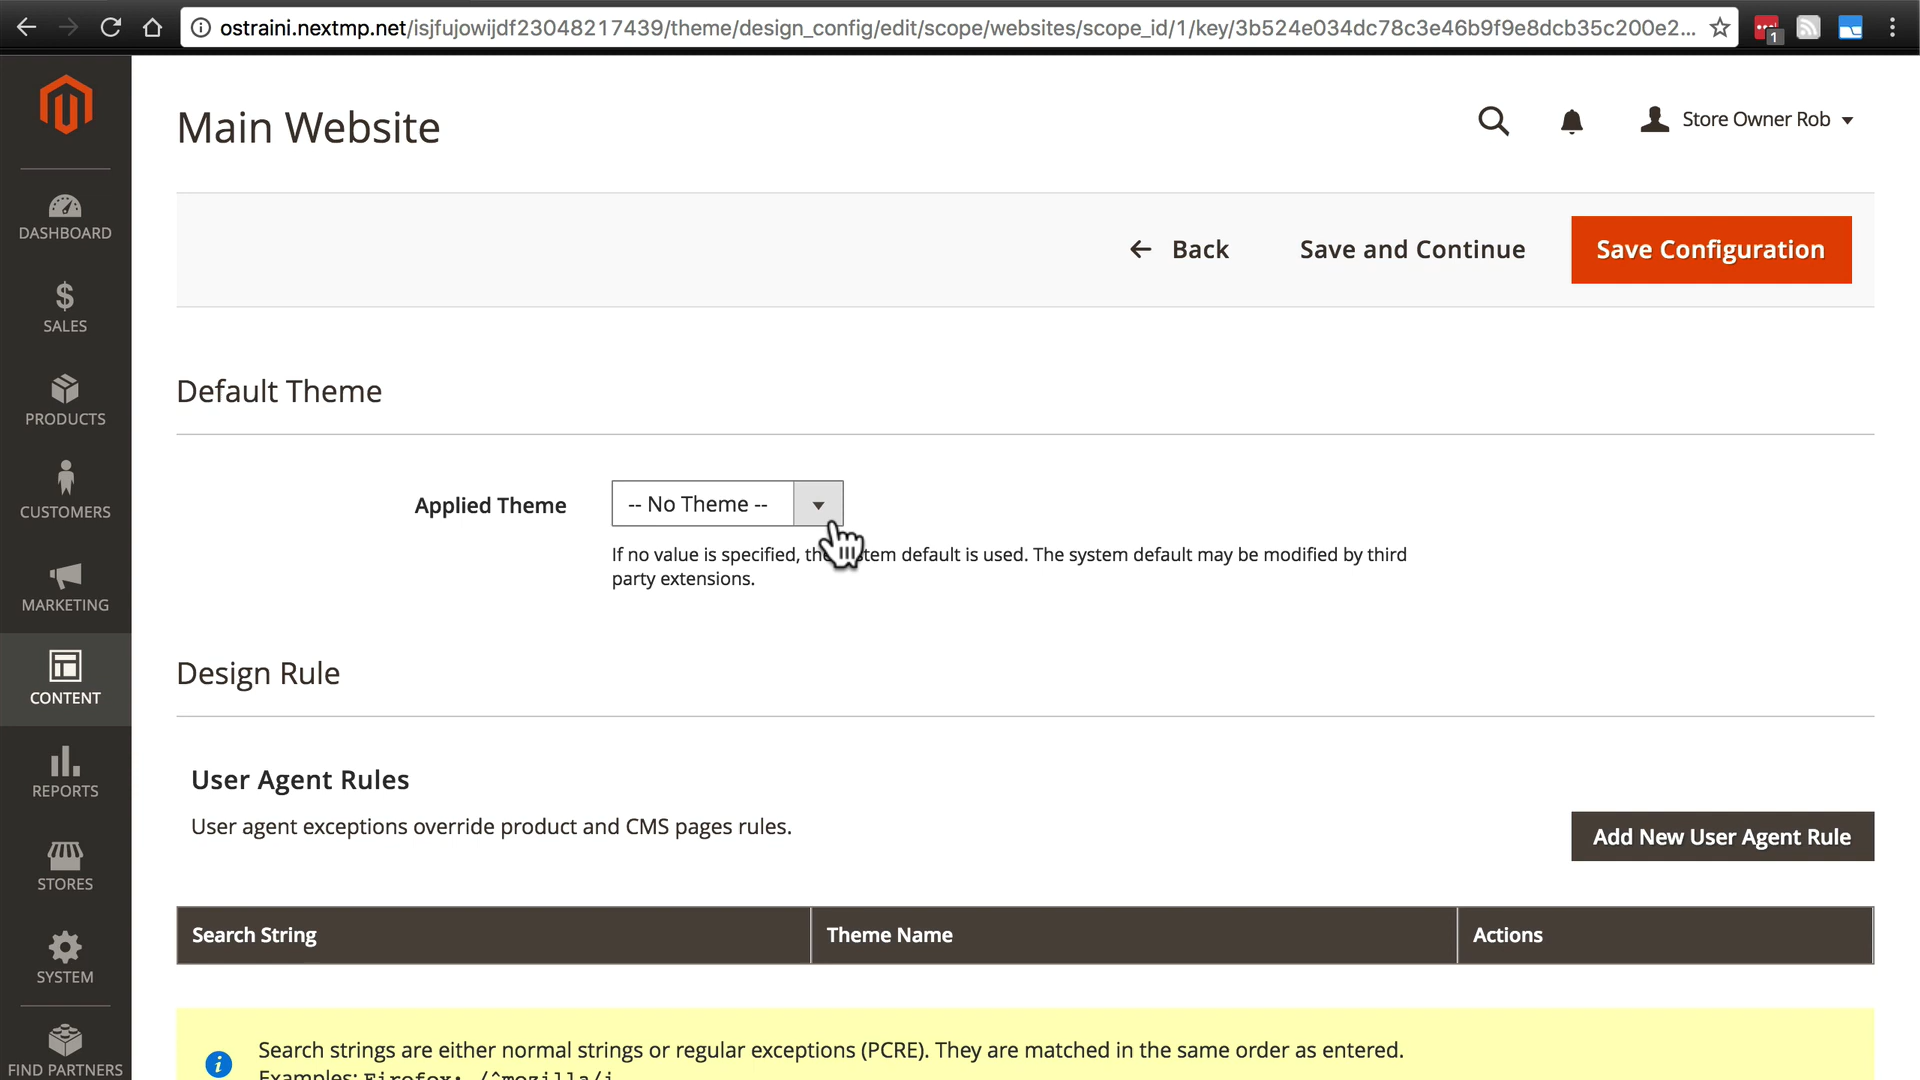 ostraini.nextmp.net/isjfujowijdf23048217439/theme/design_config/edit/scope/websites/scope_id/1/key/3b524e034dc78c3e46b9f9e8dcb35c200e2...
1
Main Website
Store Owner Rob
Back
Save and Continue
Save Configuration
DASHBOARD
$
SALES
PRODUCTS
CUSTOMERS
MARKETING
CONTENT
REPORTS
STORES
SYSTEM
FIND PARTNERS
Default Theme
Applied Theme
-- No Theme --
If no value is specified, the system default is used. The system default may be modified by third
party extensions.
Design Rule
User Agent Rules
User agent exceptions override product and CMS pages rules.
Add New User Agent Rule
Search String
Theme Name
Actions
Search strings are either normal strings or regular exceptions (PCRE). They are matched in the same order as entered.
Examples: Firefox; /^mozilla/i